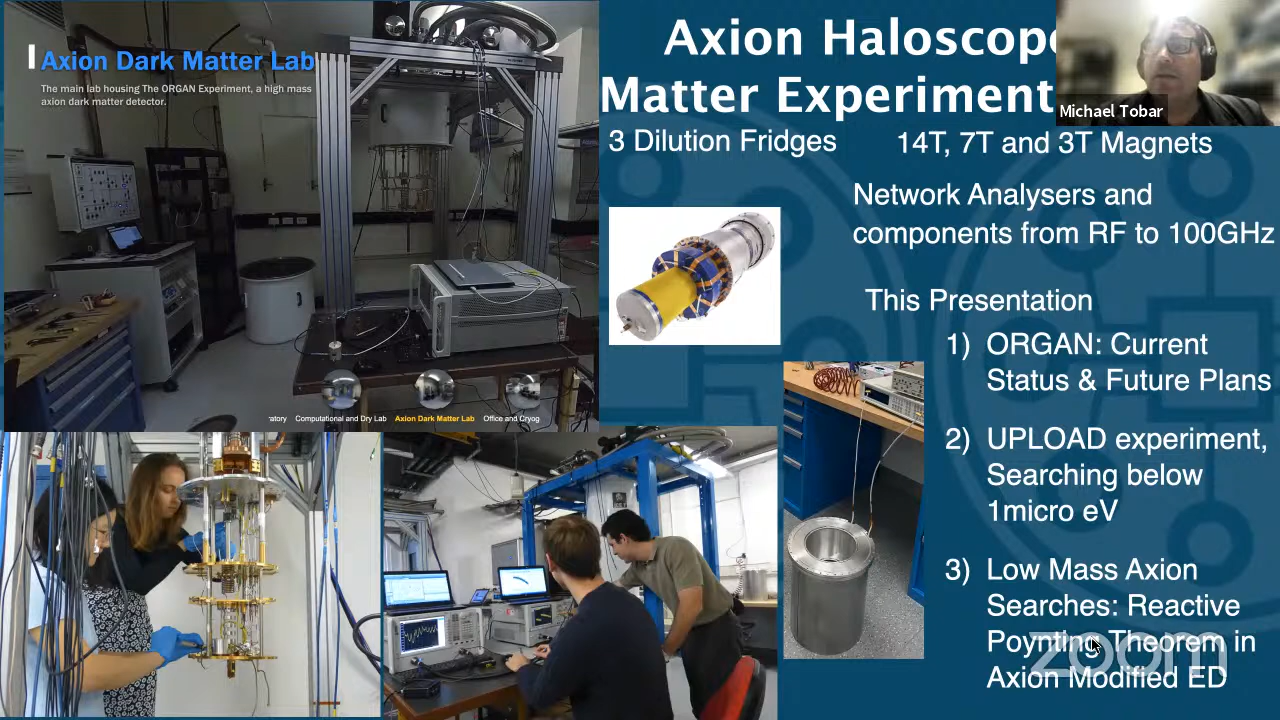 Axion Dark Matter Lab
The main lab housing The ORGAN Experiment, a high mass
axion dark matter detector.
Axion Haloscope
Matter Experiment
Michael Tobar
3 Dilution Fridges
14T, 7T and 3T Magnets
Network Analysers and
components from RF to 100GHz
This Presentation
1) ORGAN: Current
Status & Future Plans
2) UPLOAD experiment,
Searching below
1micro eV
3) Low Mass Axion
Searches: Reactive
Poynting Theorem in
Axion Modified ED
zoom
ratory Computational and Dry Lab Axion Dark Matter Lab Office and Cryog